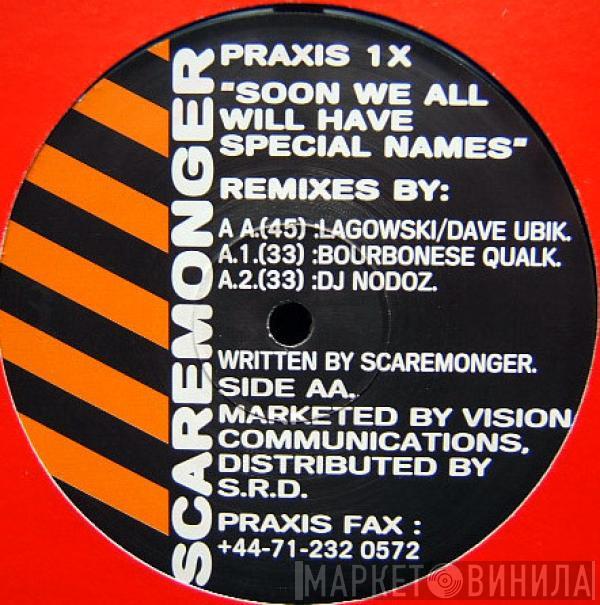 SCAREMONGER
PRAXIS 1X
"SOON WE ALL
WILL HAVE
SPECIAL NAMES"
REMIXES BY:
A A.(45) :LAGOWSKI/DAVE UBIK.
A.1.(33) :BOURBONESE QUALK.
A.2.(33) :DJ NODOZ.
WRITTEN BY SCAREMONGER.
SIDE AA.
MARKETED BY VISION
COMMUNICATIONS,
DISTRIBUTED BY
S.R.D.
PRAXIS FAX :
+44-71-232 0572
МАРКЕТ ВИНИЛА